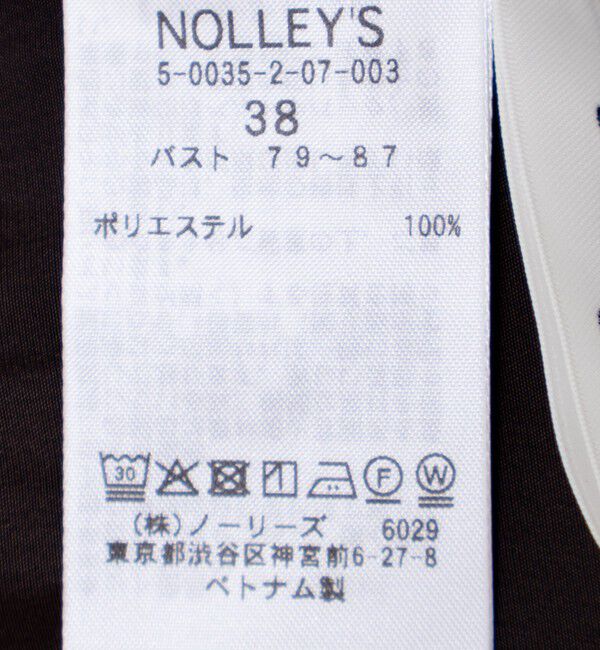 NOLLEY'S
5-0035-2-07-003
38
バスト 79～87
ポリエステル 100%
30 F W
(株)ノーリーズ 6029
東京都渋谷区神宮前6-27-8
ベトナム製